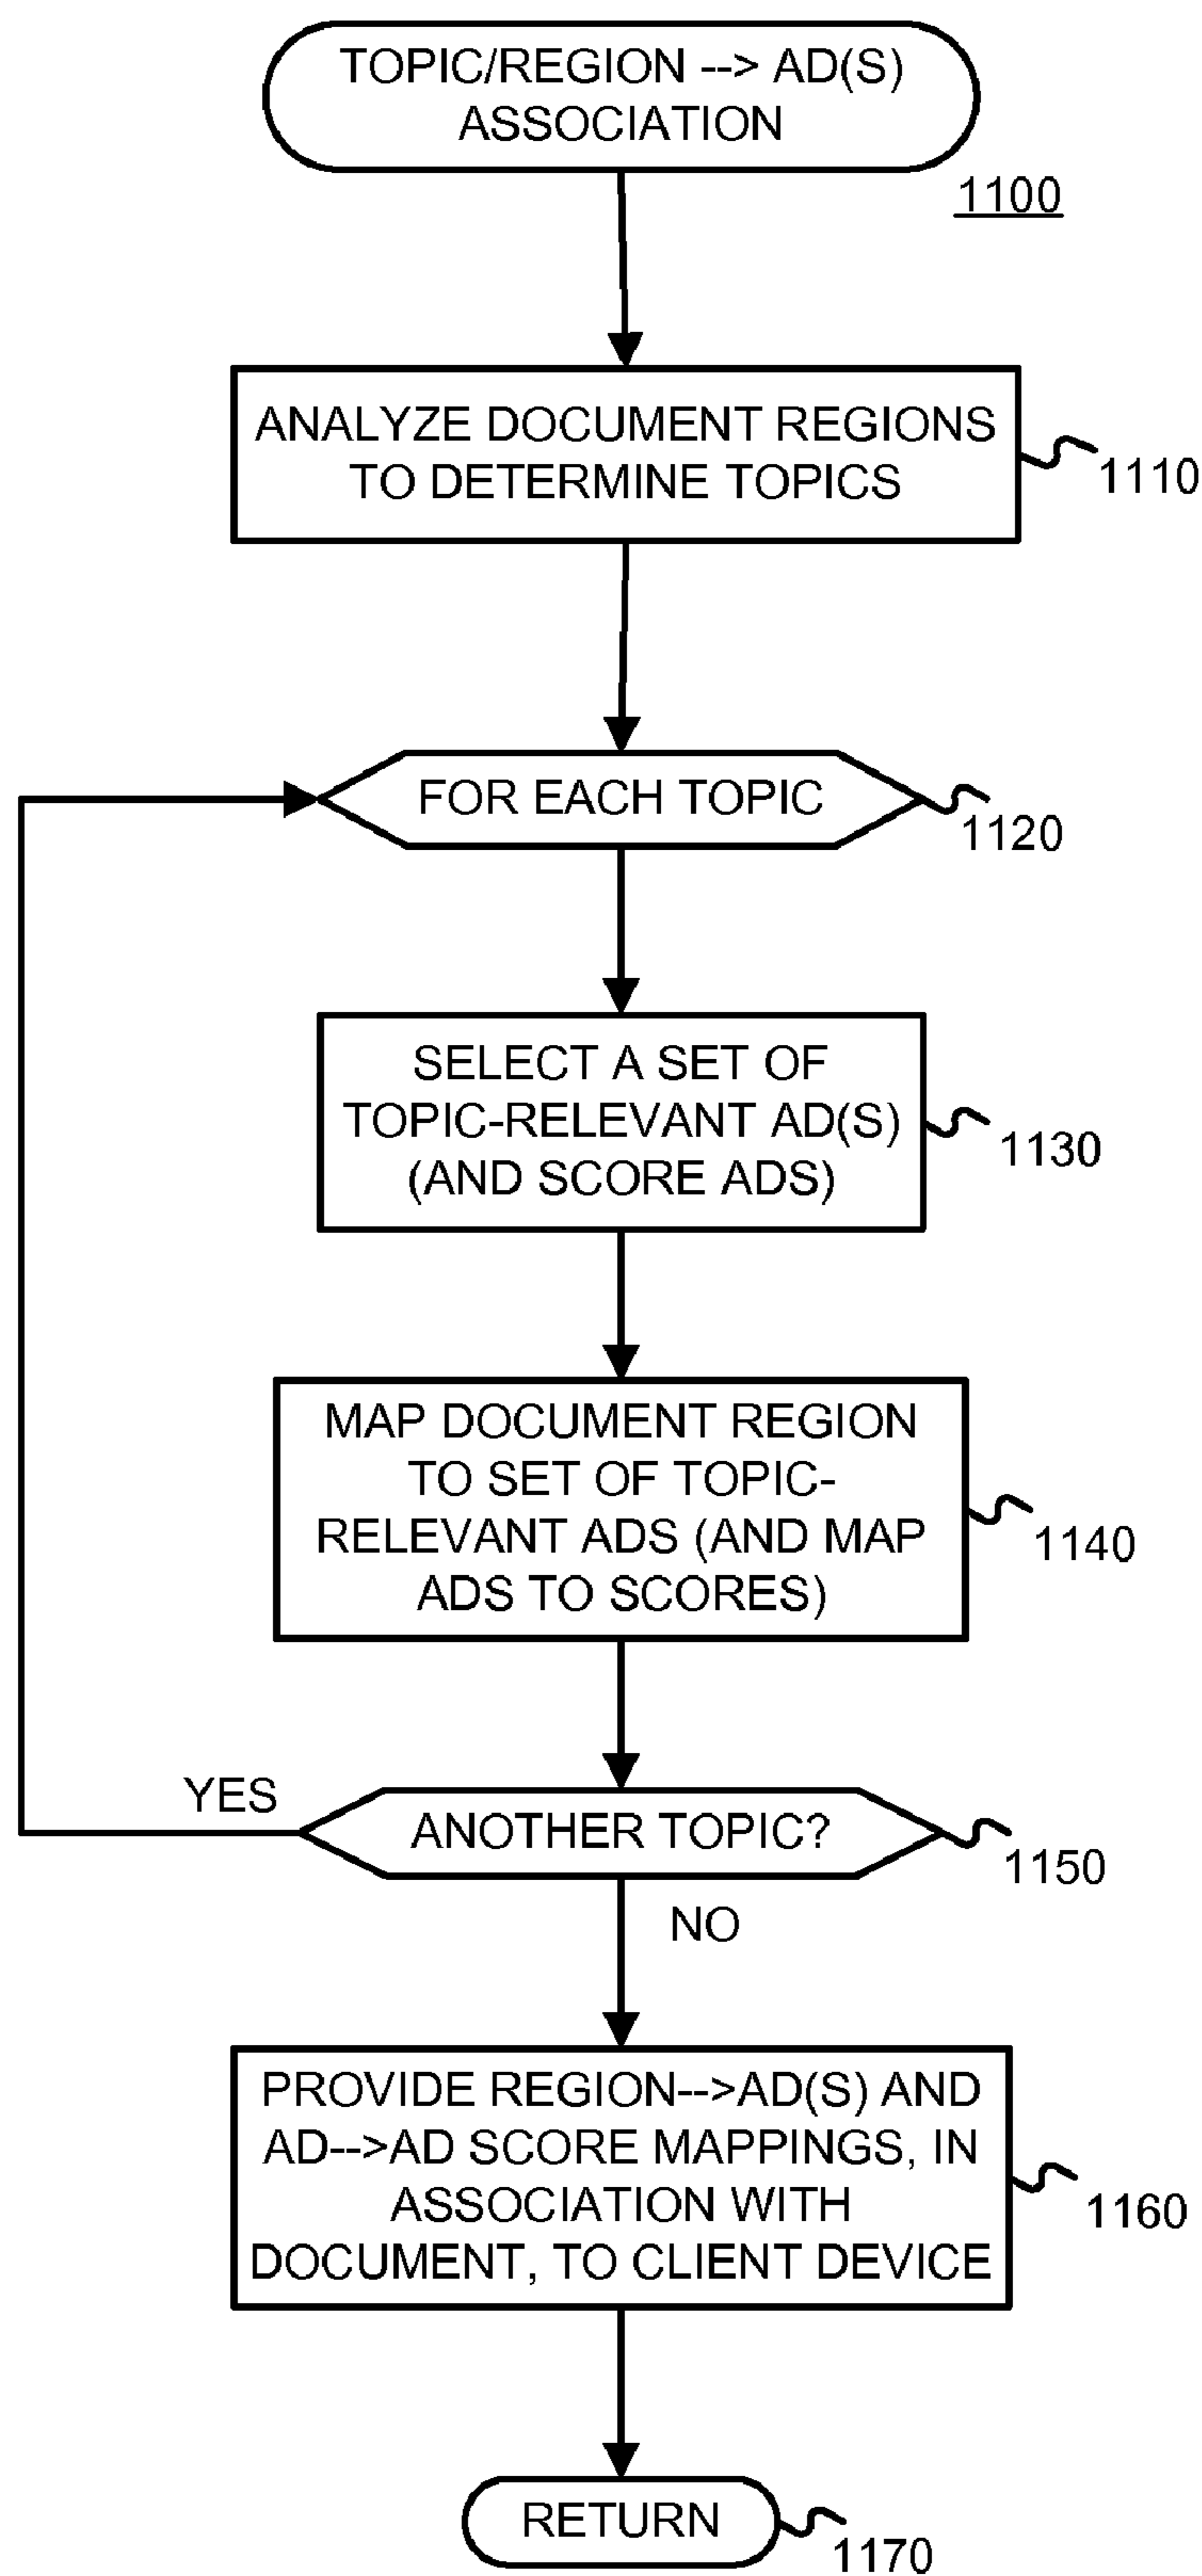 TOPIC/REGION --> AD(S)
ASSOCIATION
1100
ANALYZE DOCUMENT REGIONS
TO DETERMINE TOPICS
1110
FOR EACH TOPIC
1120
SELECT A SET OF
TOPIC-RELEVANT AD(S)
(AND SCORE ADS)
1130
MAP DOCUMENT REGION
TO SET OF TOPIC-
RELEVANT ADS (AND MAP
ADS TO SCORES)
1140
YES
ANOTHER TOPIC?
1150
NO
PROVIDE REGION-->AD(S) AND
AD-->AD SCORE MAPPINGS, IN
ASSOCIATION WITH
DOCUMENT, TO CLIENT DEVICE
1160
RETURN
1170